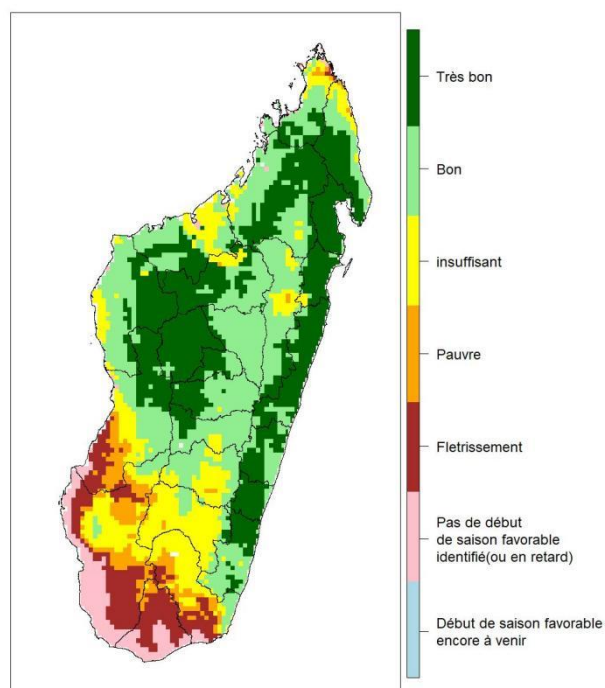 Très bon
Bon
insuffisant
Pauvre
Fletrissement
Pas de début
de saison favorable
identifié(ou en retard)
Début de saison favorable
encore à venir